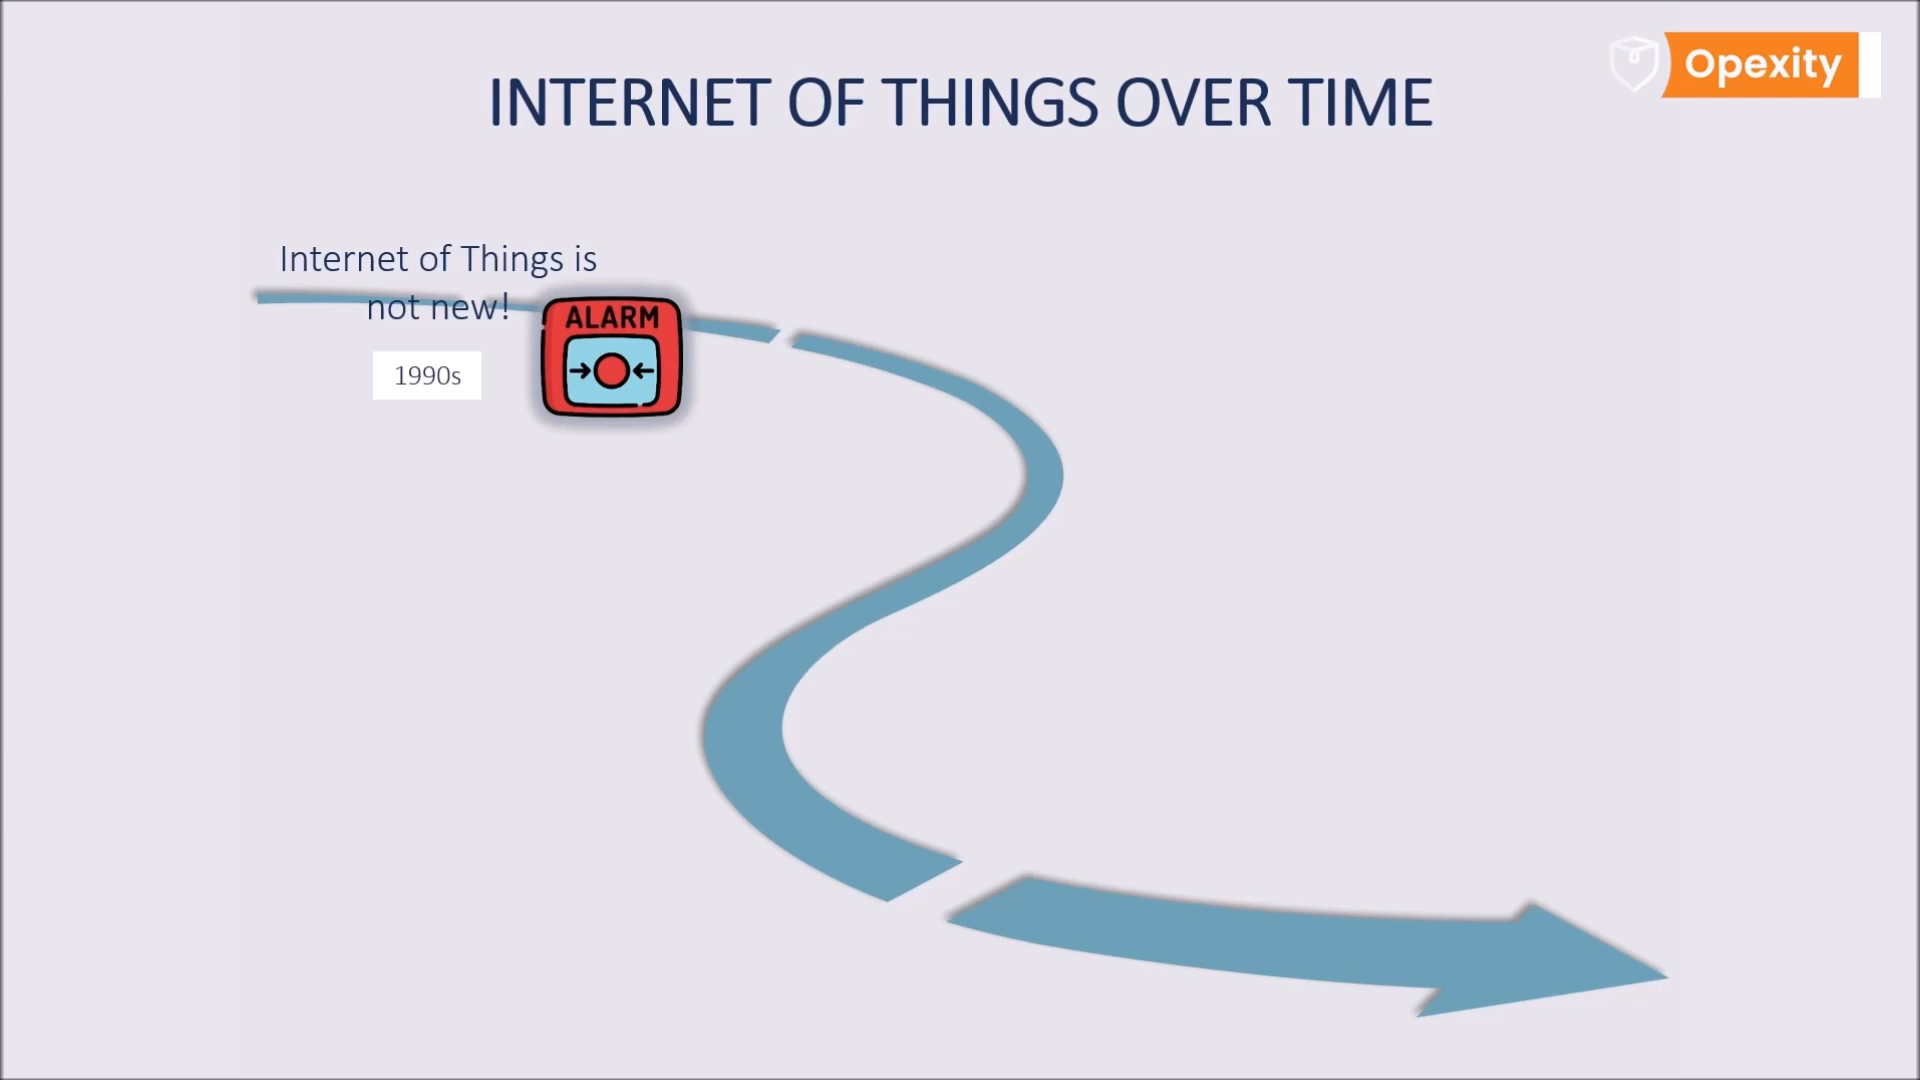 Opexity
INTERNET OF THINGS OVER TIME
Internet of Things is
not new!
ALARM
1990s